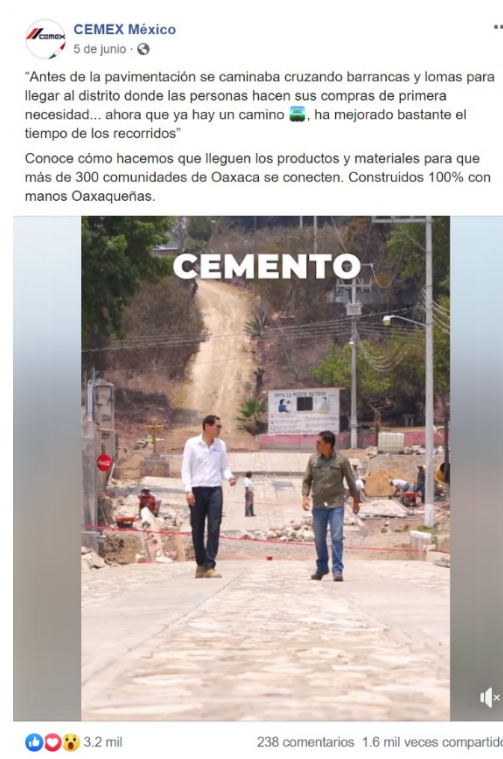 CEMEX
CEMEX México
5 de junio ·
“Antes de la pavimentación se caminaba cruzando barrancas y lomas para
llegar al distrito donde las personas hacen sus compras de primera
necesidad... ahora que ya hay un camino 🛣️, ha mejorado bastante el
tiempo de los recorridos”
Conoce cómo hacemos que lleguen los productos y materiales para que
más de 300 comunidades de Oaxaca se conecten. Construidos 100% con
manos Oaxaqueñas.
CEMENTO
3.2 mil
238 comentarios 1.6 mil veces compartido